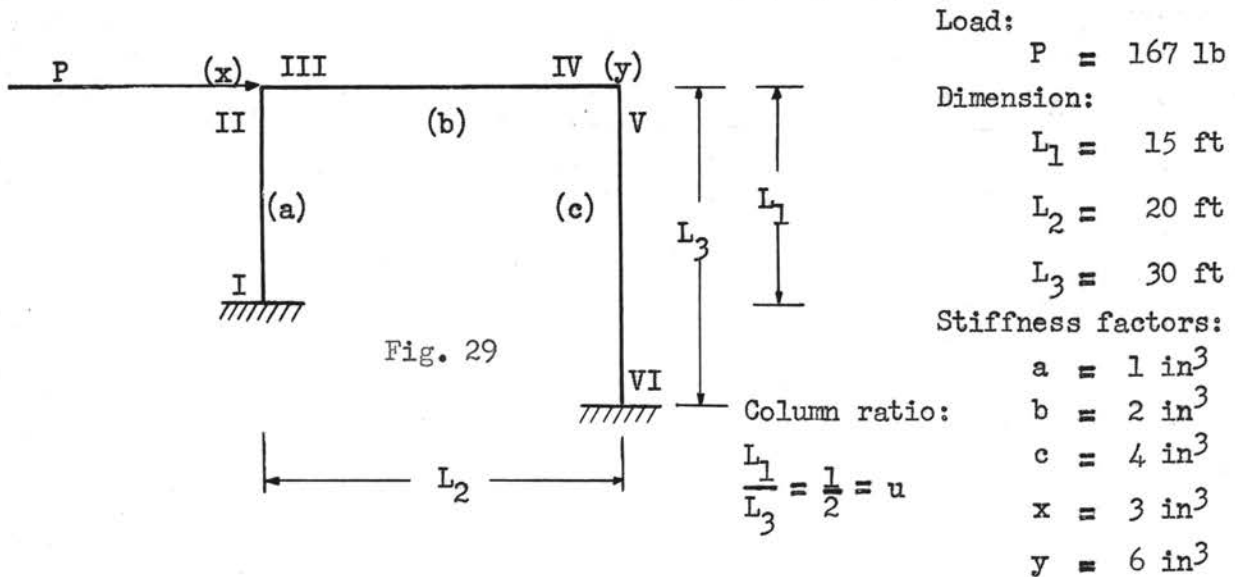 P (x) III IV (y)
II (b) V
(a) (c)
I
VI
L₃
L₁
L₂
Fig. 29
Column ratio:
L₁/L₃ = 1/2 = u
Load:
P = 167 lb
Dimension:
L₁ = 15 ft
L₂ = 20 ft
L₃ = 30 ft
Stiffness factors:
a = 1 in³
b = 2 in³
c = 4 in³
x = 3 in³
y = 6 in³